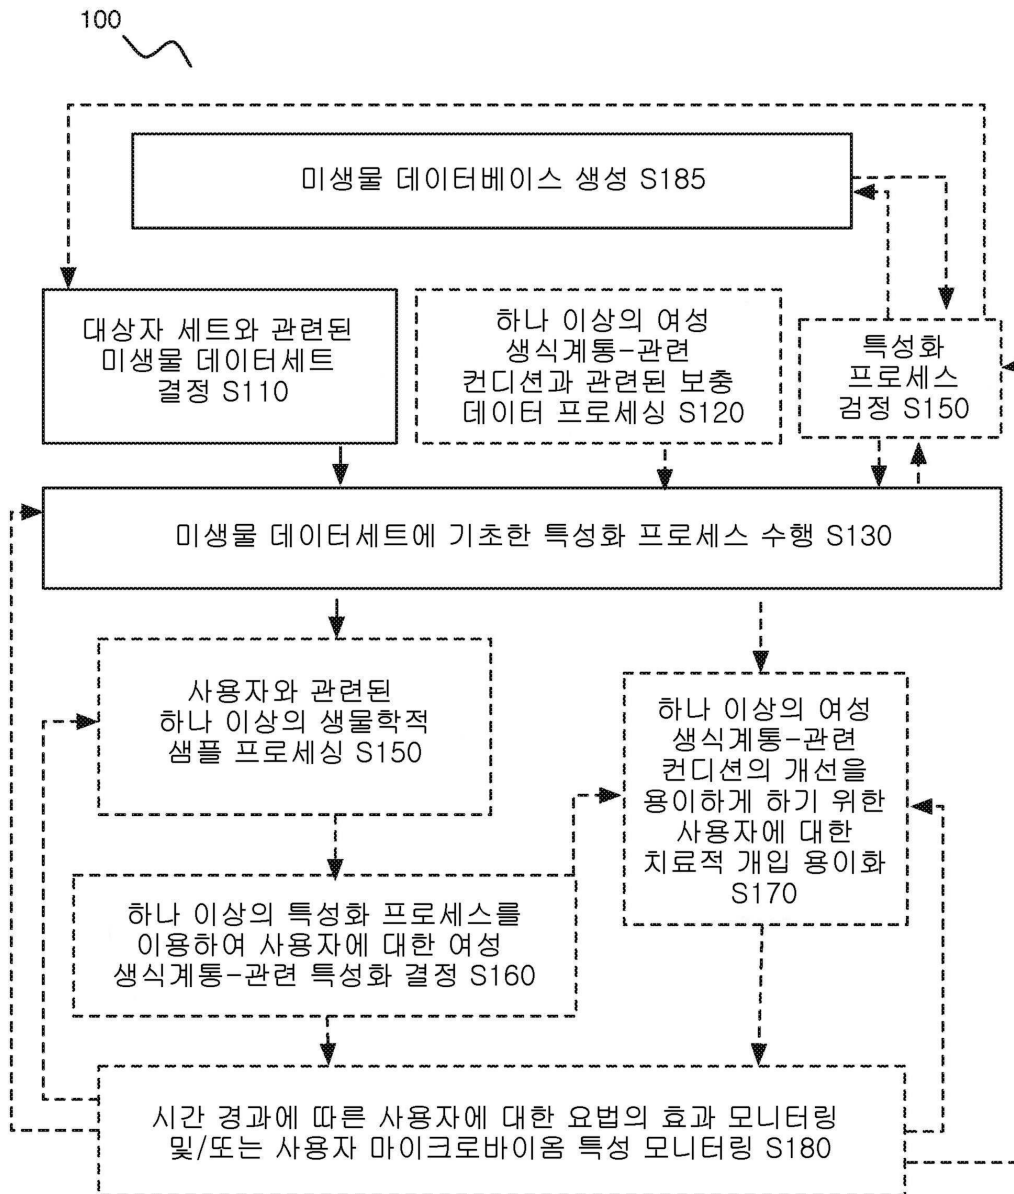 100
미생물 데이터베이스 생성 S185
대상자 세트와 관련된
미생물 데이터세트
결정 S110
하나 이상의 여성
생식계통-관련
컨디션과 관련된 보충
데이터 프로세싱 S120
특성화
프로세스
검정 S150
미생물 데이터세트에 기초한 특성화 프로세스 수행 S130
사용자와 관련된
하나 이상의 생물학적
샘플 프로세싱 S150
하나 이상의 여성
생식계통-관련
컨디션의 개선을
용이하게 하기 위한
사용자에 대한
치료적 개입 용이화
S170
하나 이상의 특성화 프로세스를
이용하여 사용자에 대한 여성
생식계통-관련 특성화 결정 S160
시간 경과에 따른 사용자에 대한 요법의 효과 모니터링
및/또는 사용자 마이크로바이옴 특성 모니터링 S180